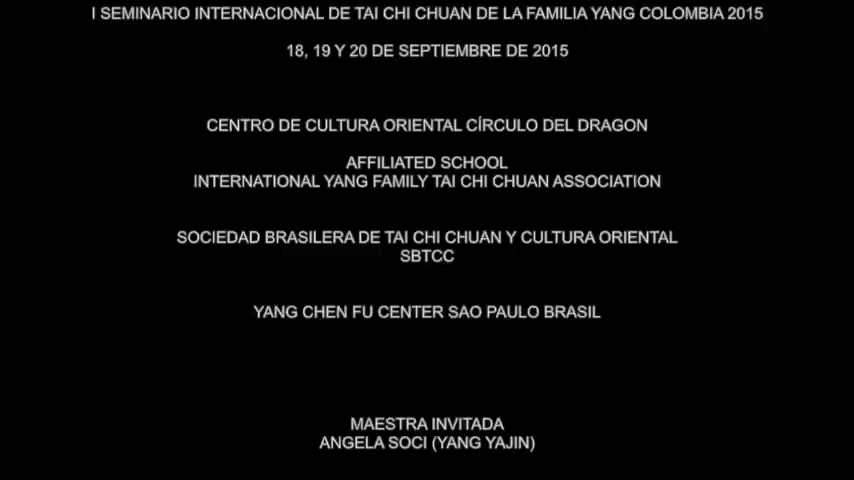 I SEMINARIO INTERNACIONAL DE TAI CHI CHUAN DE LA FAMILIA YANG COLOMBIA 2015
18, 19 Y 20 DE SEPTIEMBRE DE 2015
CENTRO DE CULTURA ORIENTAL CÍRCULO DEL DRAGON
AFFILIATED SCHOOL
INTERNATIONAL YANG FAMILY TAI CHI CHUAN ASSOCIATION
SOCIEDAD BRASILERA DE TAI CHI CHUAN Y CULTURA ORIENTAL
SBTCC
YANG CHEN FU CENTER SAO PAULO BRASIL
MAESTRA INVITADA
ANGELA SOCI (YANG YAJIN)